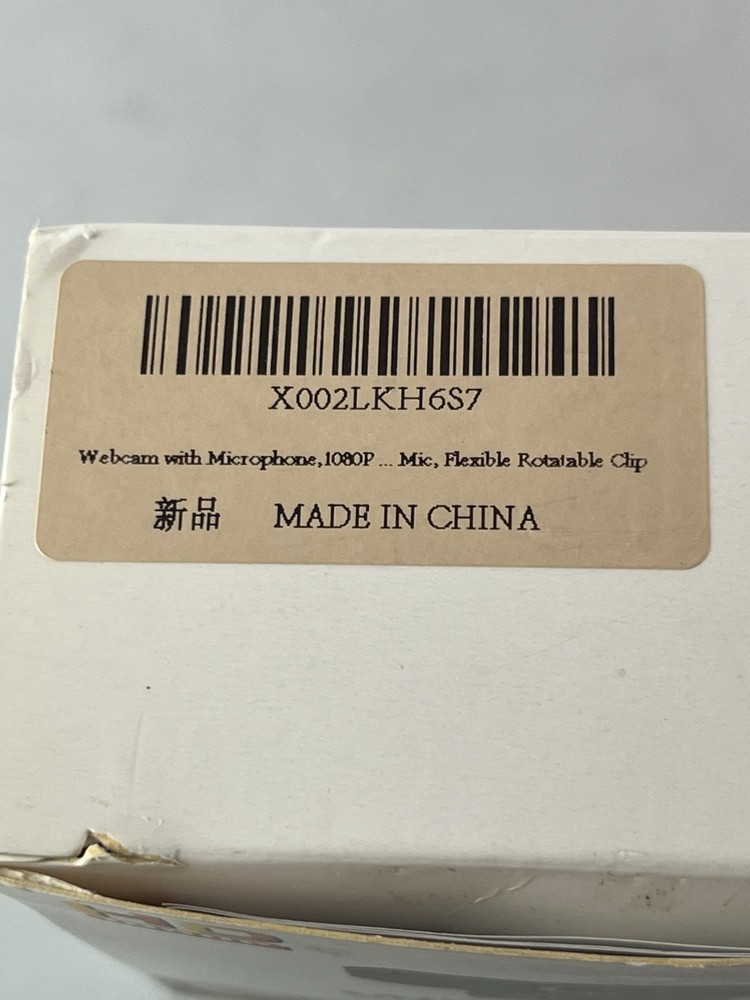 X002LKH6S7
Webcam with Microphone,1080P ... Mic, Flexible Rotatable Clip
新品 MADE IN CHINA